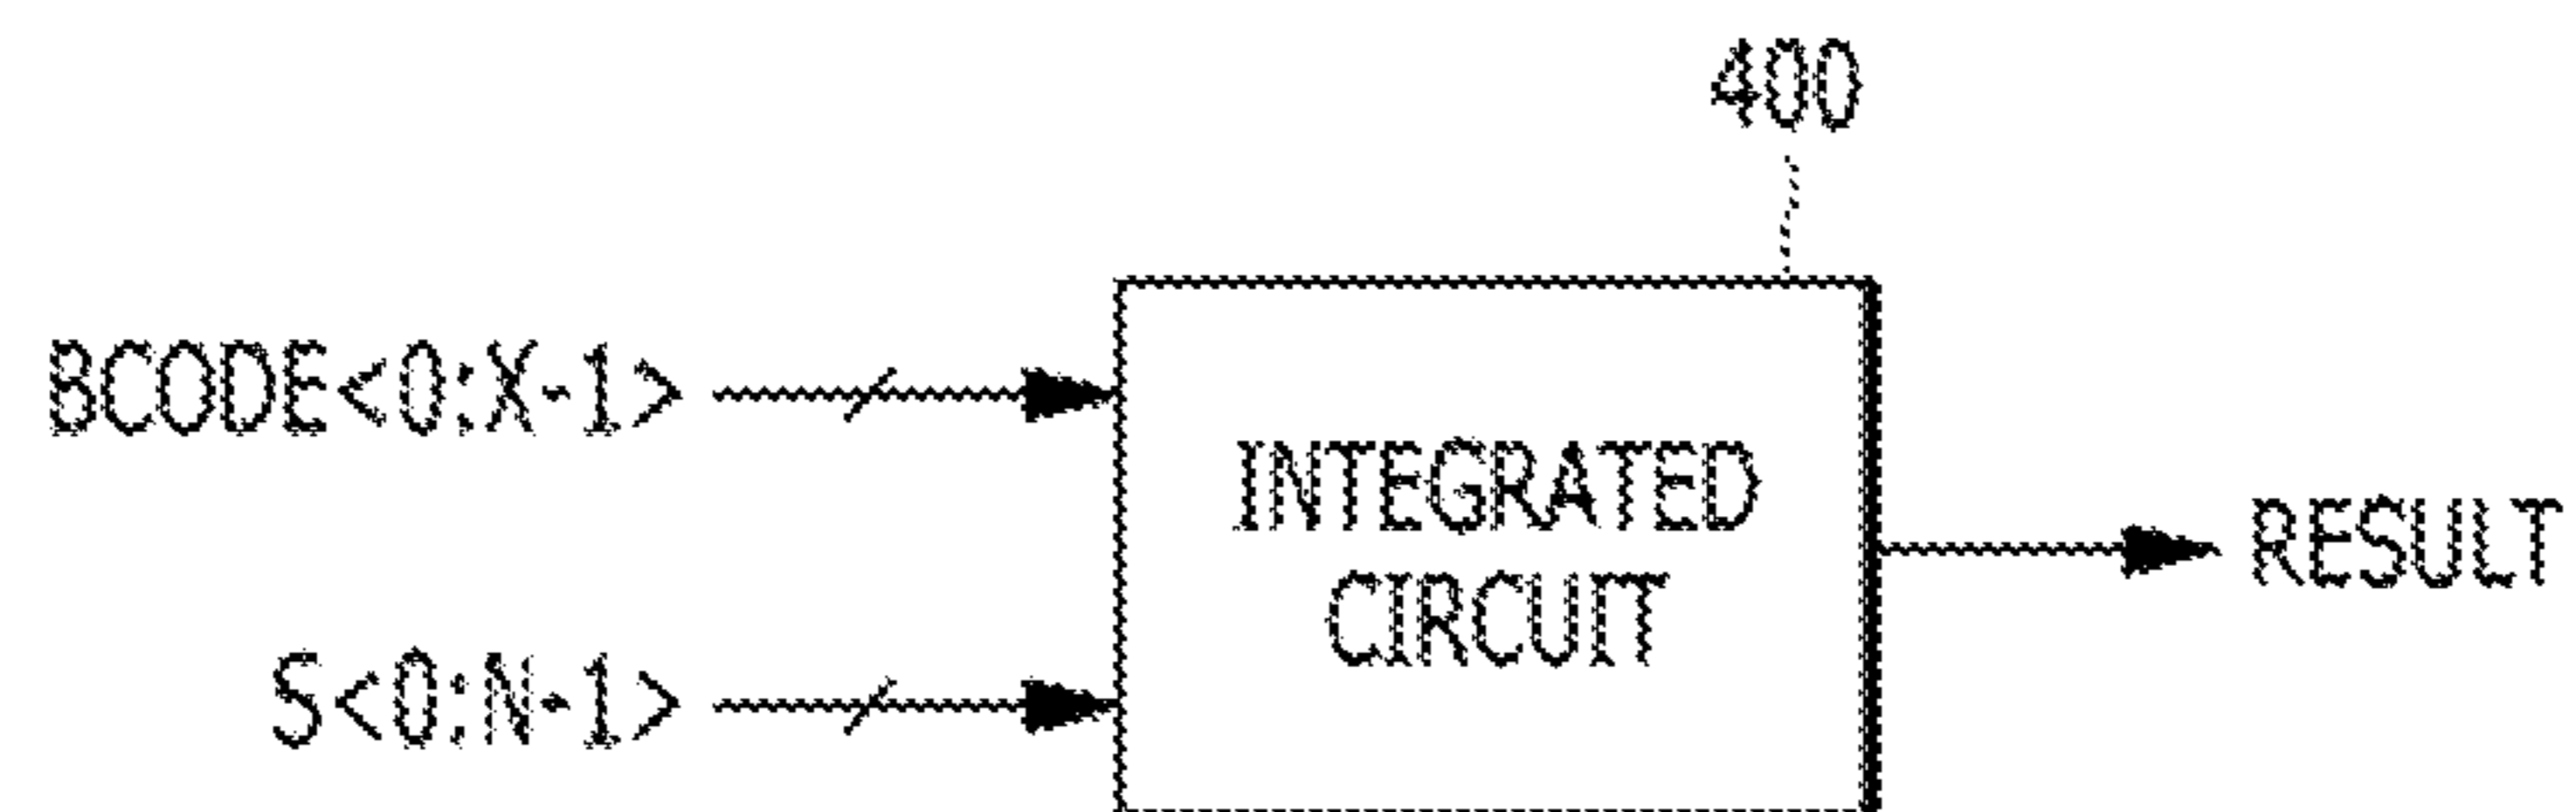 400
BCODE<0:X-1>
INTEGRATED
CIRCUIT
RESULT
S<0:N-1>